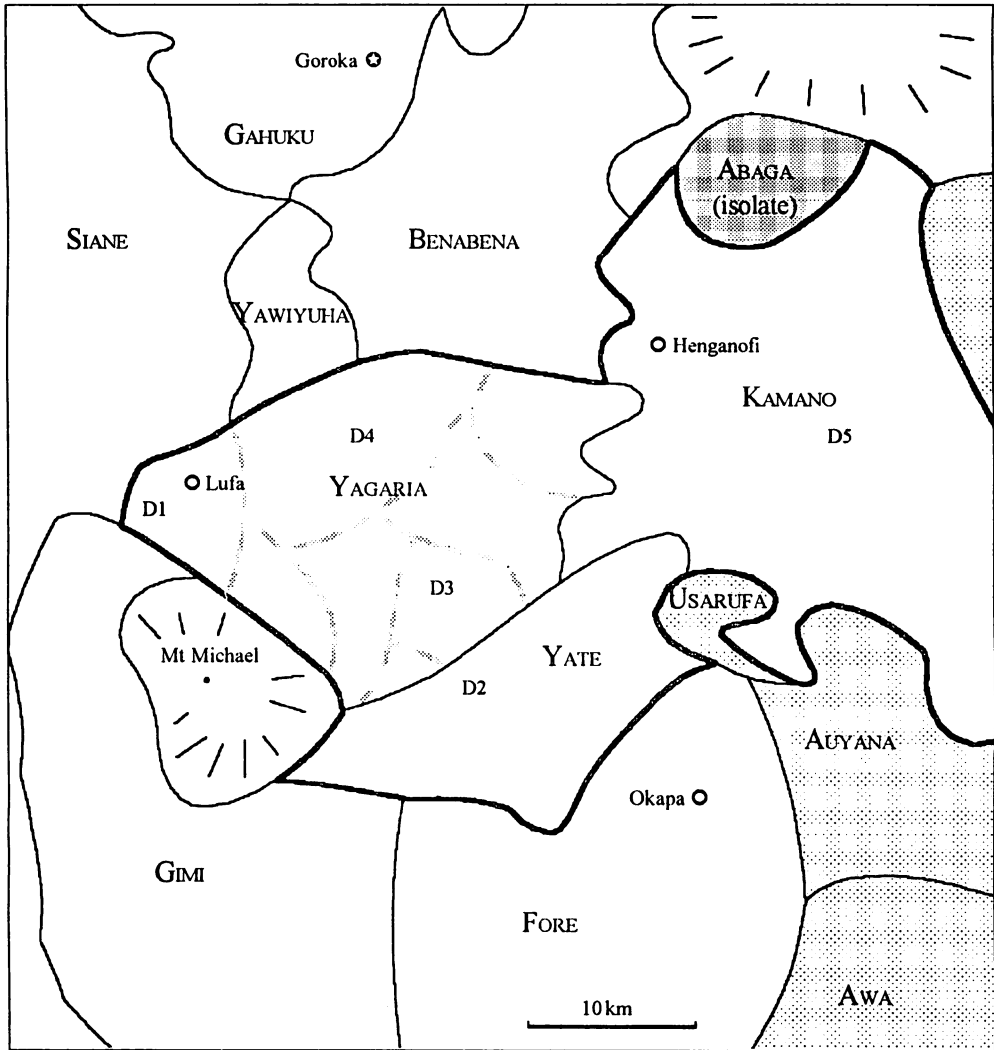 Goroka
GAHUKU
ABAGA
(isolate)
SIANE
BENABENA
YAWIYUHA
Henganofi
KAMANO
D5
D4
Lufa
YAGARIA
D1
D3
USARUFA
Mt Michael
YATE
D2
AUYANA
Okapa
GIMI
FORE
10 km
AWA